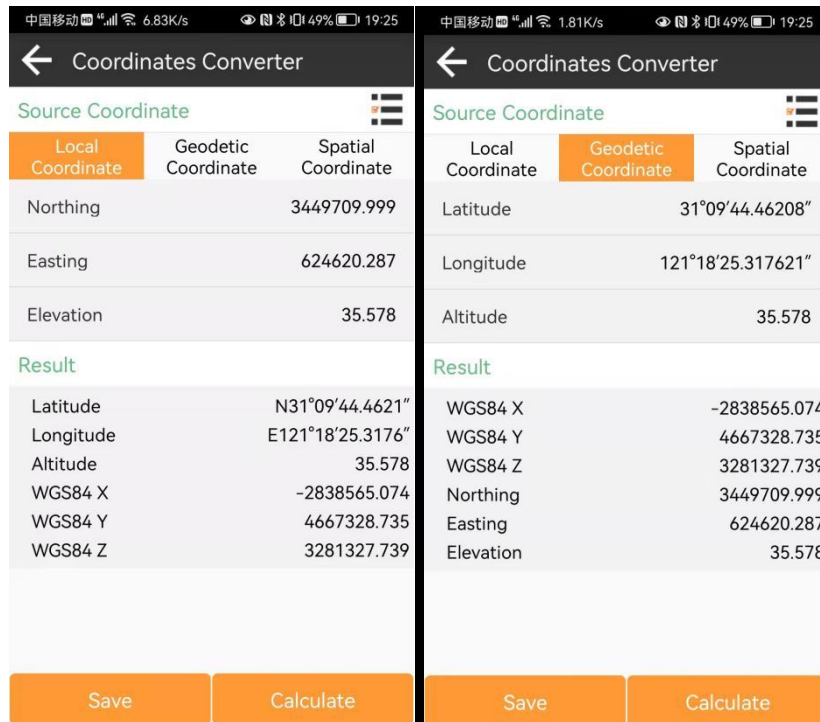 中国移动 HD 46 6.83K/s 49% 19:25
Coordinates Converter
Source Coordinate
Local Coordinate Geodetic Coordinate Spatial Coordinate
Northing 3449709.999
Easting 624620.287
Elevation 35.578
Result
Latitude N31°09′44.4621″
Longitude E121°18′25.3176″
Altitude 35.578
WGS84 X -2838565.074
WGS84 Y 4667328.735
WGS84 Z 3281327.739
Save Calculate
中国移动 HD 46 1.81K/s 49% 19:25
Coordinates Converter
Source Coordinate
Local Coordinate Geodetic Coordinate Spatial Coordinate
Latitude 31°09′44.46208″
Longitude 121°18′25.317621″
Altitude 35.578
Result
WGS84 X -2838565.074
WGS84 Y 4667328.735
WGS84 Z 3281327.739
Northing 3449709.999
Easting 624620.287
Elevation 35.578
Save Calculate